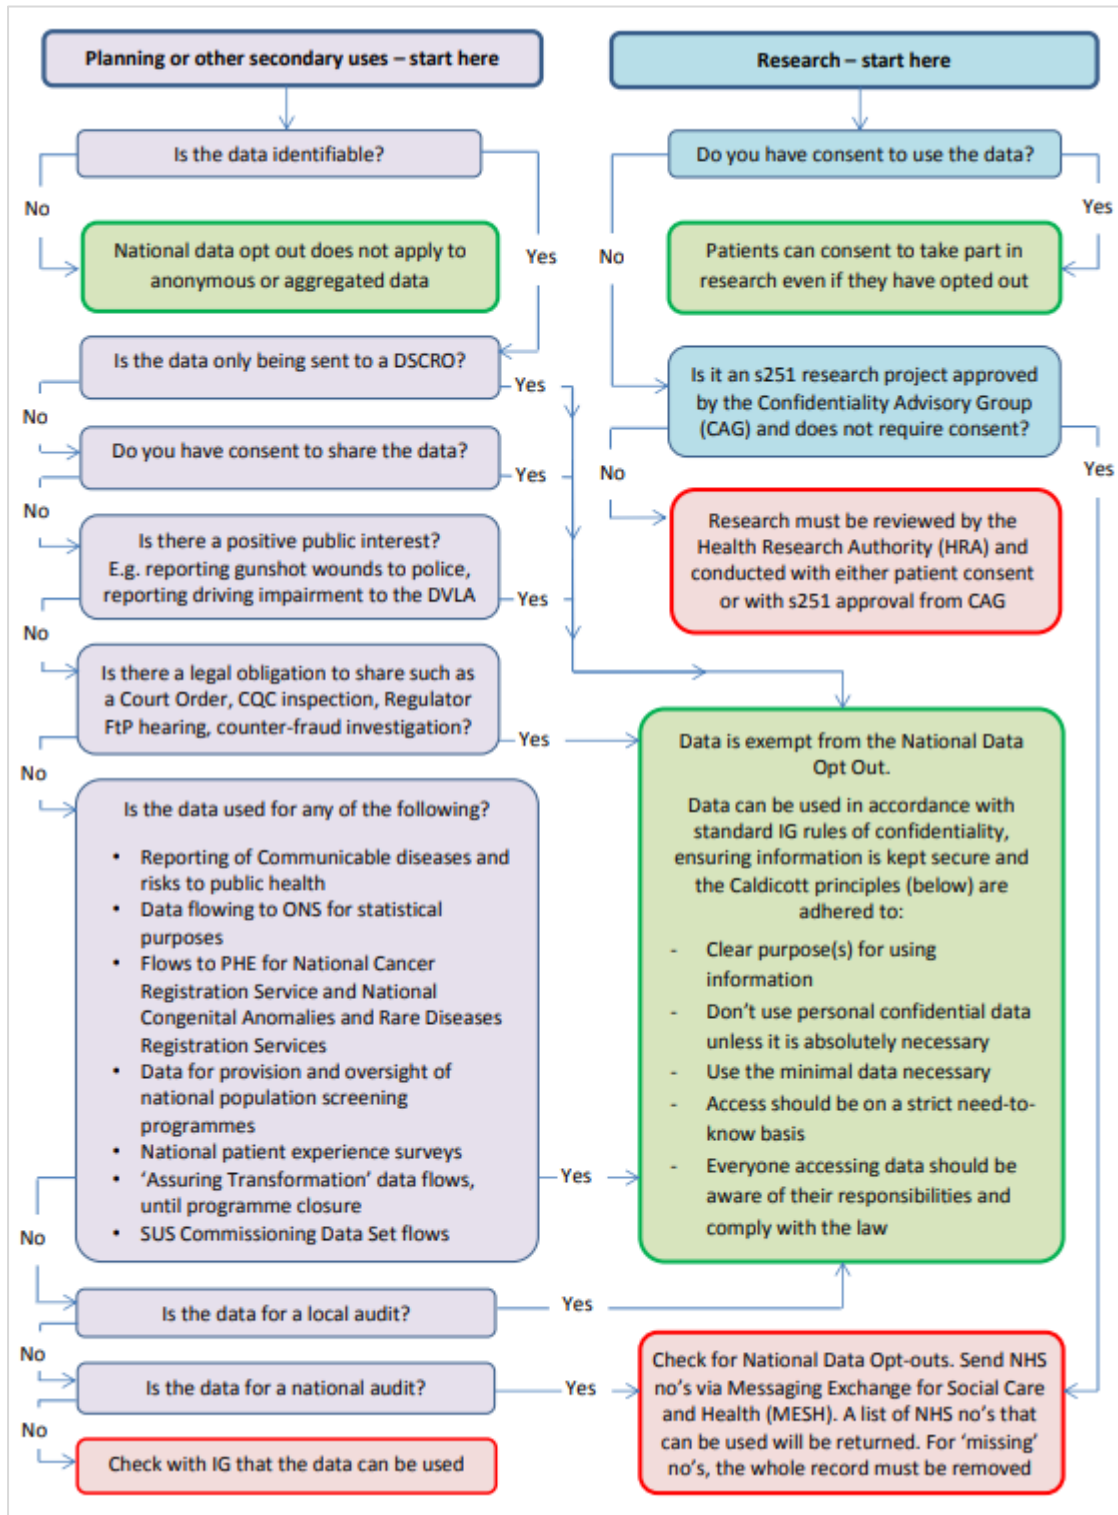 Planning or other secondary uses – start here
Is the data identifiable?
No
Yes
National data opt out does not apply to
anonymous or aggregated data
Is the data only being sent to a DSCRO?
Yes
No
Do you have consent to share the data?
Yes
No
Is there a positive public interest?
E.g. reporting gunshot wounds to police,
reporting driving impairment to the DVLA
Yes
No
Is there a legal obligation to share such as
a Court Order, CQC inspection, Regulator
FtP hearing, counter-fraud investigation?
Yes
No
Is the data used for any of the following?
• Reporting of Communicable diseases and
risks to public health
• Data flowing to ONS for statistical
purposes
• Flows to PHE for National Cancer
Registration Service and National
Congenital Anomalies and Rare Diseases
Registration Services
• Data for provision and oversight of
national population screening
programmes
• National patient experience surveys
• ‘Assuring Transformation’ data flows,
until programme closure
• SUS Commissioning Data Set flows
Yes
No
Is the data for a local audit?
Yes
No
Is the data for a national audit?
Yes
No
Check with IG that the data can be used
Research – start here
Do you have consent to use the data?
Yes
No
Patients can consent to take part in
research even if they have opted out
Is it an s251 research project approved
by the Confidentiality Advisory Group
(CAG) and does not require consent?
No
Yes
Research must be reviewed by the
Health Research Authority (HRA) and
conducted with either patient consent
or with s251 approval from CAG
Data is exempt from the National Data
Opt Out.
Data can be used in accordance with
standard IG rules of confidentiality,
ensuring information is kept secure and
the Caldicott principles (below) are
adhered to:
- Clear purpose(s) for using
information
- Don’t use personal confidential data
unless it is absolutely necessary
- Use the minimal data necessary
- Access should be on a strict need-to-
know basis
- Everyone accessing data should be
aware of their responsibilities and
comply with the law
Check for National Data Opt-outs. Send NHS
no’s via Messaging Exchange for Social Care
and Health (MESH). A list of NHS no’s that
can be used will be returned. For ‘missing’
no’s, the whole record must be removed